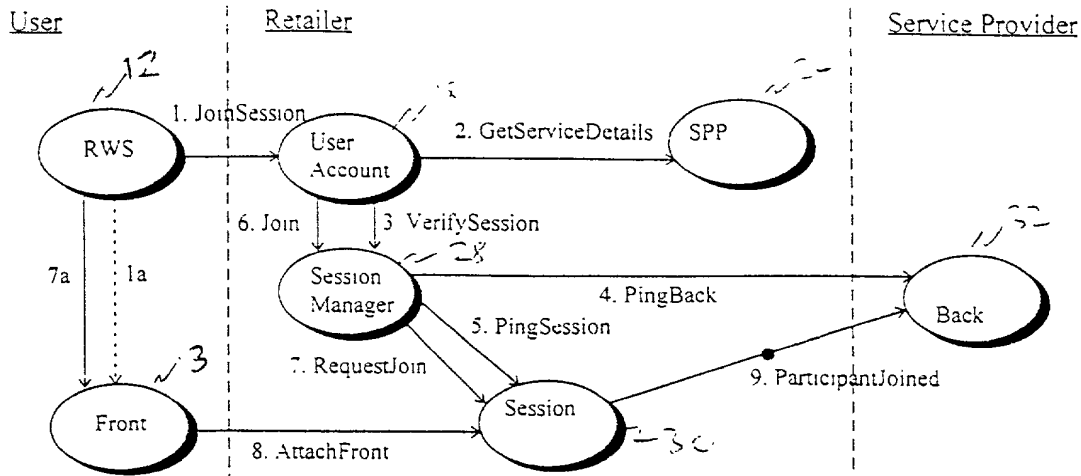 User
Retailer
Service Provider
12
1. JoinSession
RWS
User
Account
2. GetServiceDetails
SPP
6. Join
3 VerifySession
28
32
7a
1a
Session
Manager
4. PingBack
Back
5. PingSession
7. RequestJoin
9. ParticipantJoined
3
Front
Session
8. AttachFront
30